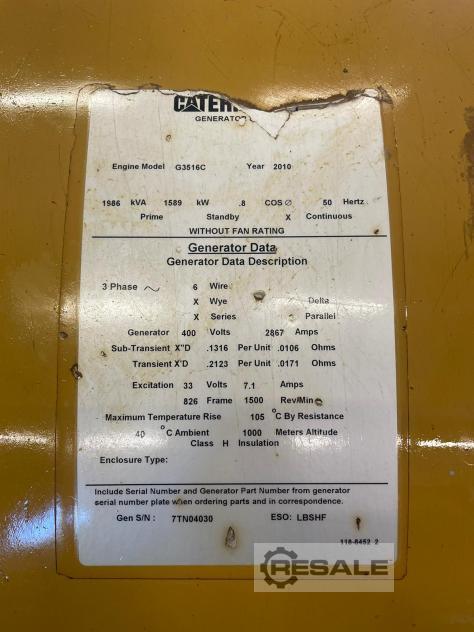 GENERATOR
Engine Model G3516C Year 2010
1986 kVA 1589 kW .8 COS Ø 50 Hertz
Prime Standby X Continuous
WITHOUT FAN RATING
Generator Data
Generator Data Description
3 Phase ~ 6 Wire
X Wye Delta
X Series Parallel
Generator 400 Volts 2867 Amps
Sub-Transient X"D .1316 Per Unit .0106 Ohms
Transient X'D .2123 Per Unit .0171 Ohms
Excitation 33 Volts 7.1 Amps
826 Frame 1500 Rev/Min
Maximum Temperature Rise 105 °C By Resistance
40 °C Ambient 1000 Meters Altitude
Class H Insulation
Enclosure Type:
Include Serial Number and Generator Part Number from generator
serial number plate when ordering parts and in correspondence.
Gen S/N : 7TN04030 ESO: LBSHF
118-8452 2
RESALE